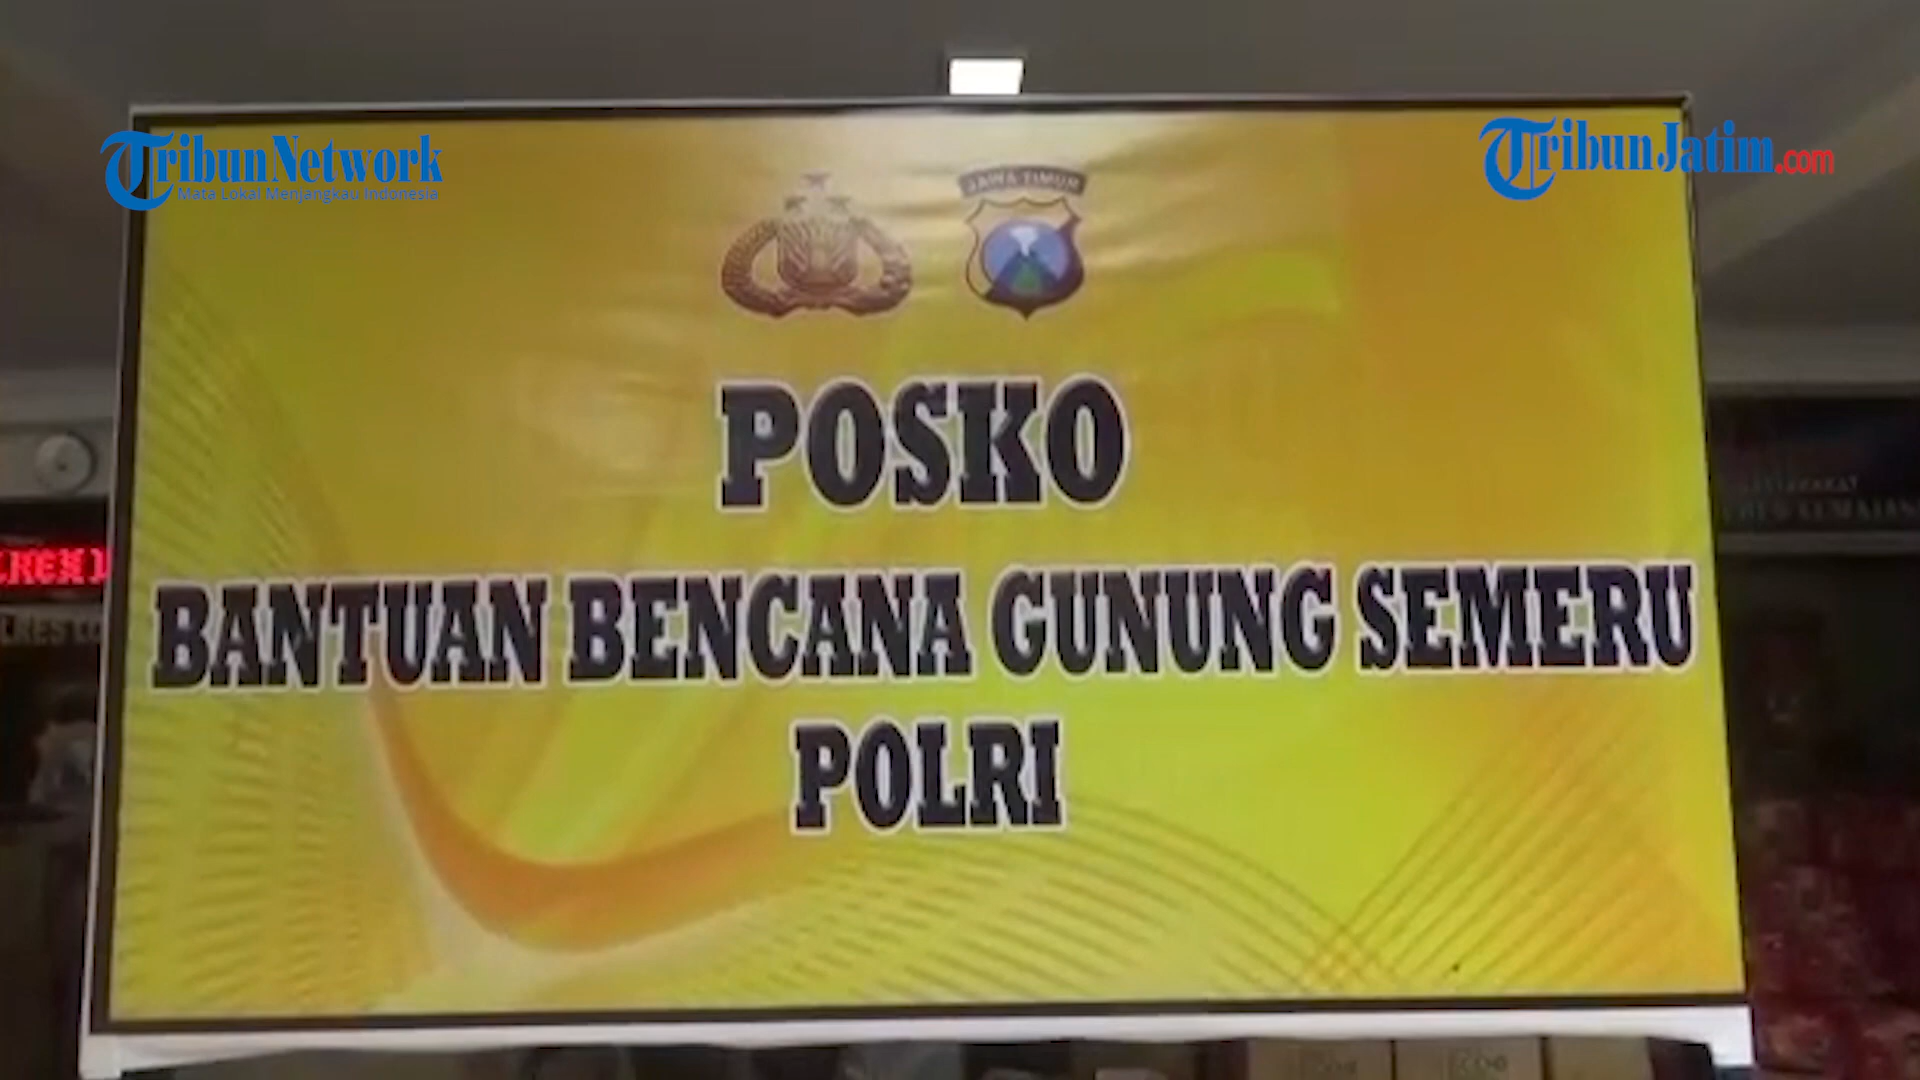 TribunNetwork
Mata Lokal Menjangkau Indonesia
TribunJatim.com
JAWA TIMUR
POSKO
BANTUAN BENCANA GUNUNG SEMERU
POLRI